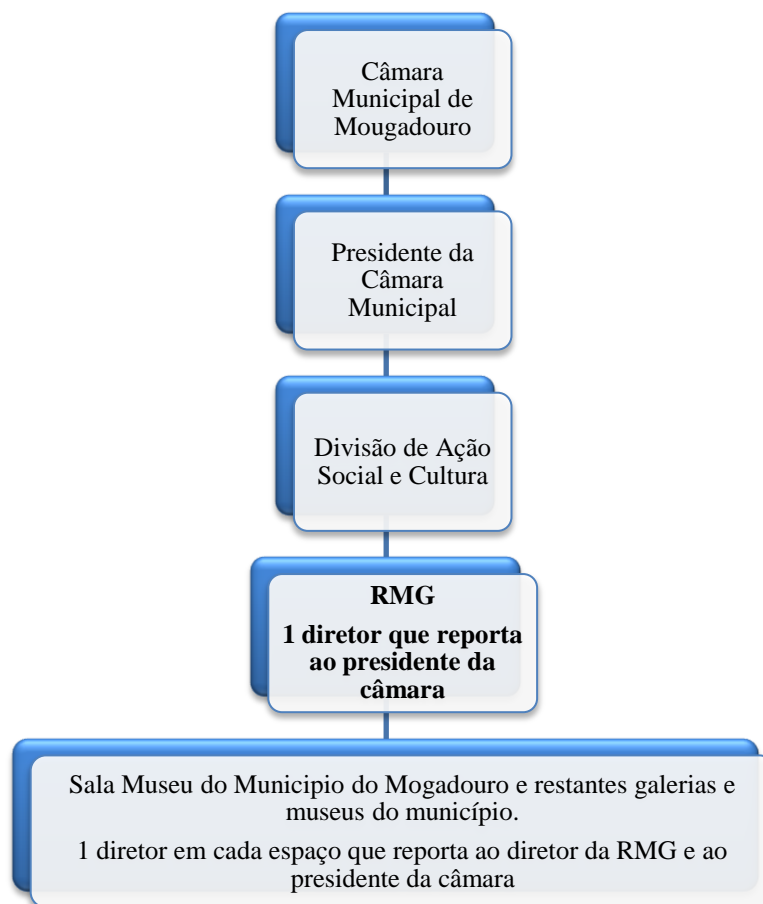 Câmara
Municipal de
Mougadouro
Presidente da
Câmara
Municipal
Divisão de Ação
Social e Cultura
RMG
1 diretor que reporta
ao presidente da
câmara
Sala Museu do Municipio do Mogadouro e restantes galerias e
museus do município.
1 diretor em cada espaço que reporta ao diretor da RMG e ao
presidente da câmara